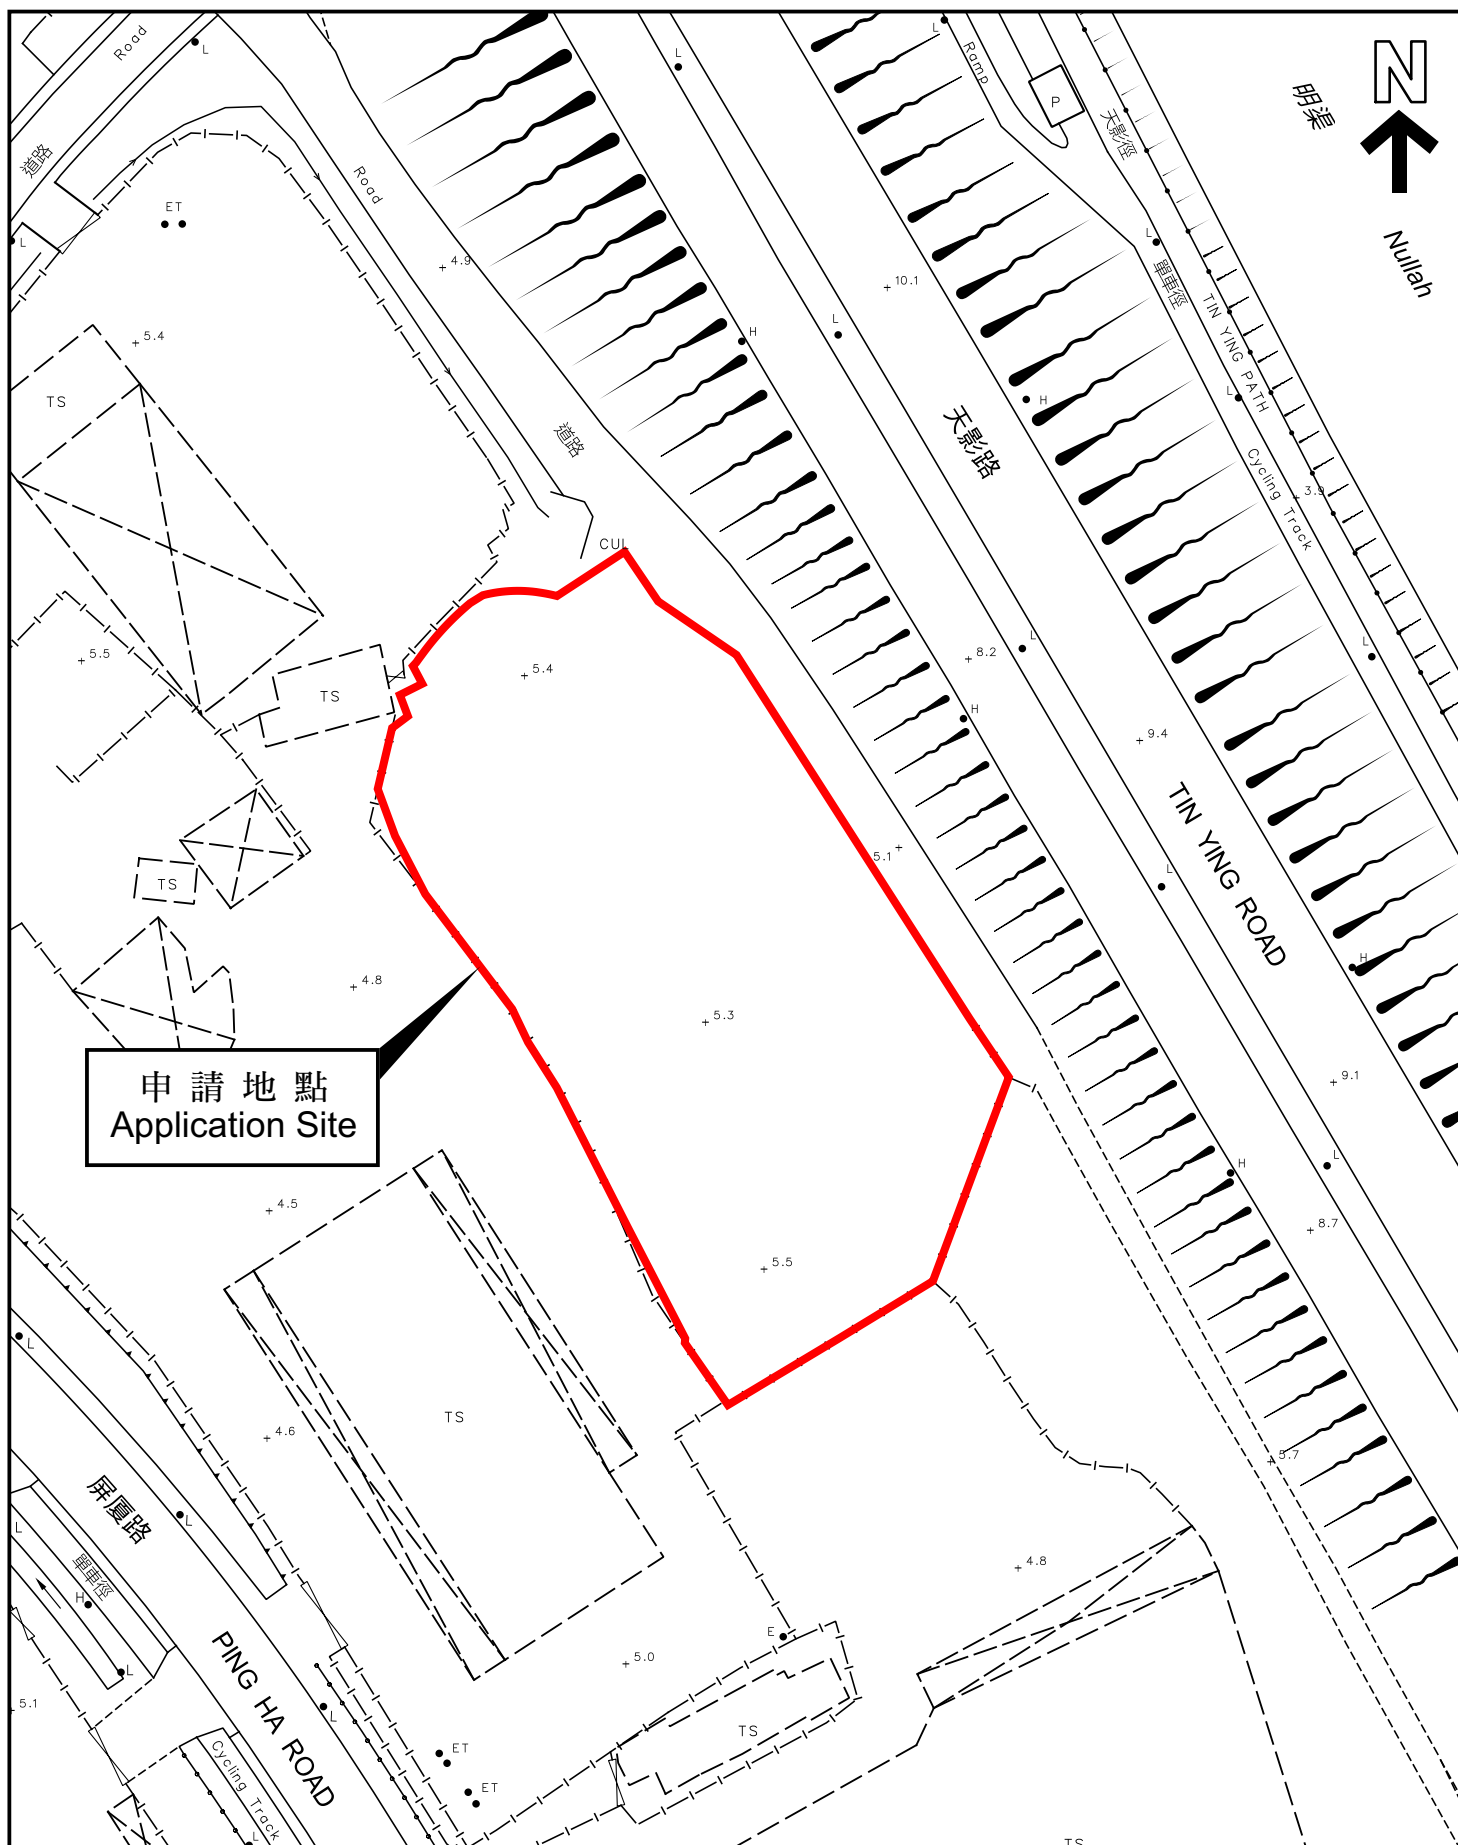 Road
L
道路
L
ET
Road
4.9
L
L
Ramp
P
天影徑
明渠
N
Nullah
L
單車徑
TIN YING PATH
10.1
L
H
5.4
TS
道路
天影路
H
L
Cycling Track
3.9
CUL
5.5
TS
5.4
8.2
L
H
L
9.4
TIN YING ROAD
5.1
L
TS
4.8
5.3
H
申請地點
Application Site
9.1
L
H
4.5
8.7
5.5
L
4.6
TS
5.7
屏廈路
L
L
單車徑
H
L
4.8
E
5.0
PING HA ROAD
L
5.1
TS
ET
ET
Cycling Track
L
TS